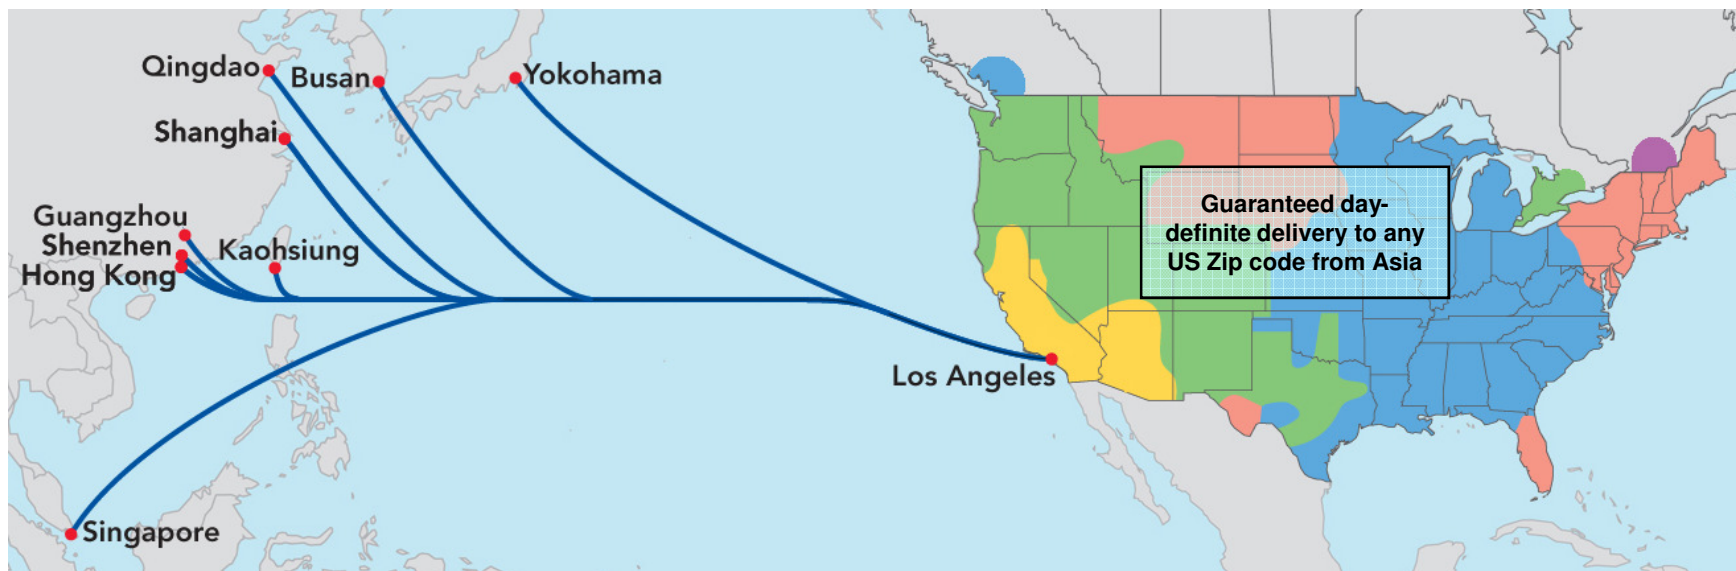 Qingdao
Busan
Yokohama
Shanghai
Guangzhou
Shenzhen
Hong Kong
Kaohsiung
Los Angeles
Singapore
Guaranteed day-
definite delivery to any
US Zip code from Asia